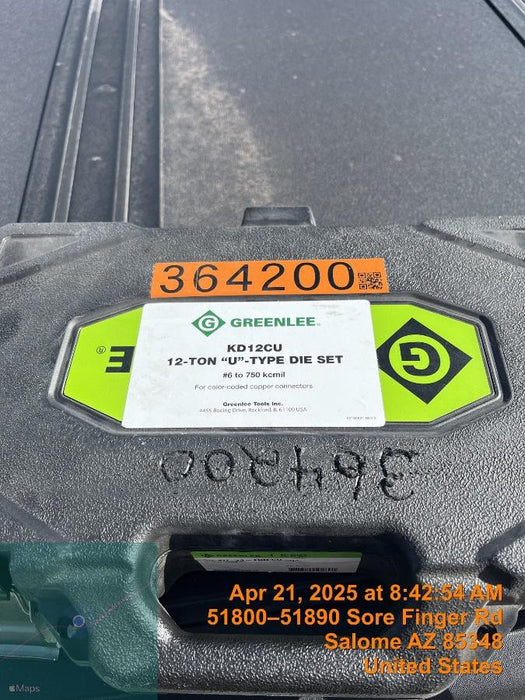 364200
GREENLEE®
KD12CU
12-TON "U"-TYPE DIE SET
#6 to 750 kcmil
For color-coded copper connectors
Greenlee Tools Inc.
4455 Boeing Drive, Rockford, IL 61109 USA
G
E
®
364200
GREENLEE
Apr 21, 2025 at 8:42:54 AM
51800–51890 Sore Finger Rd
Salome AZ 85348
United States
Maps